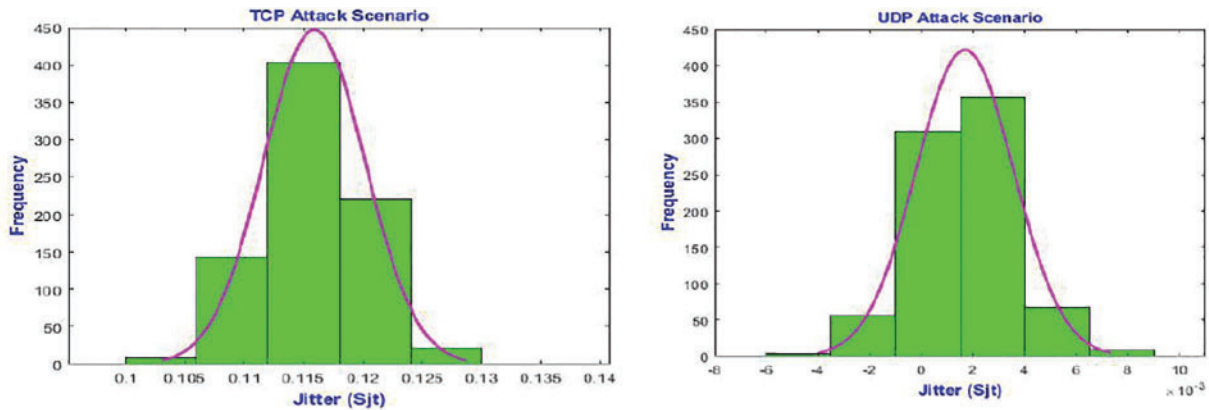 TCP Attack Scenario
450
400
350
300
250
200
150
100
50
0
Frequency
0.1 0.105 0.11 0.115 0.12 0.125 0.13 0.135 0.14
Jitter (Sjt)
UDP Attack Scenario
450
400
350
300
250
200
150
100
50
0
Frequency
-8 -6 -4 -2 0 2 4 6 8 10
×10⁻³
Jitter (Sjt)